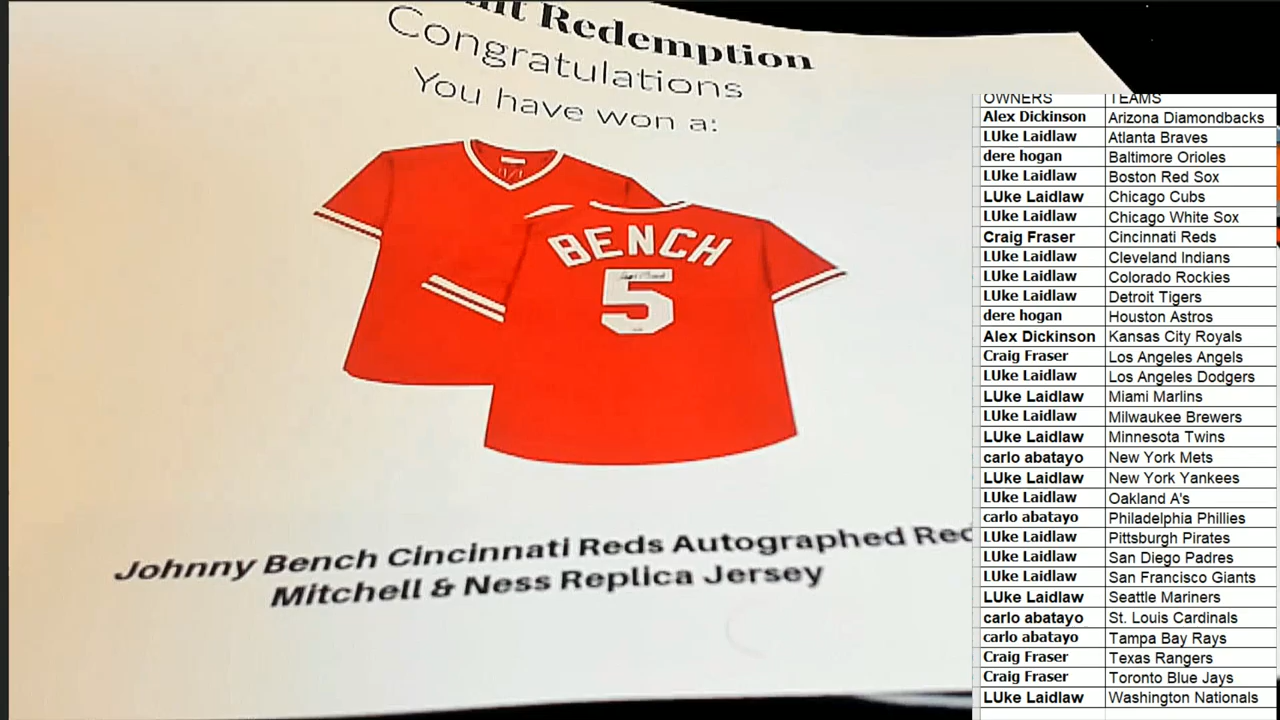 Redemption
Congratulations
You have won a:
BENCH
5
Johnny Bench Cincinnati Reds Autographed Red
Mitchell & Ness Replica Jersey
OWNERS TEAMS
Alex Dickinson Arizona Diamondbacks
LUke Laidlaw Atlanta Braves
dere hogan Baltimore Orioles
LUke Laidlaw Boston Red Sox
LUke Laidlaw Chicago Cubs
LUke Laidlaw Chicago White Sox
Craig Fraser Cincinnati Reds
LUke Laidlaw Cleveland Indians
LUke Laidlaw Colorado Rockies
LUke Laidlaw Detroit Tigers
dere hogan Houston Astros
Alex Dickinson Kansas City Royals
Craig Fraser Los Angeles Angels
LUke Laidlaw Los Angeles Dodgers
LUke Laidlaw Miami Marlins
LUke Laidlaw Milwaukee Brewers
LUke Laidlaw Minnesota Twins
carlo abatayo New York Mets
LUke Laidlaw New York Yankees
LUke Laidlaw Oakland A's
carlo abatayo Philadelphia Phillies
LUke Laidlaw Pittsburgh Pirates
LUke Laidlaw San Diego Padres
LUke Laidlaw San Francisco Giants
LUke Laidlaw Seattle Mariners
carlo abatayo St. Louis Cardinals
carlo abatayo Tampa Bay Rays
Craig Fraser Texas Rangers
Craig Fraser Toronto Blue Jays
LUke Laidlaw Washington Nationals